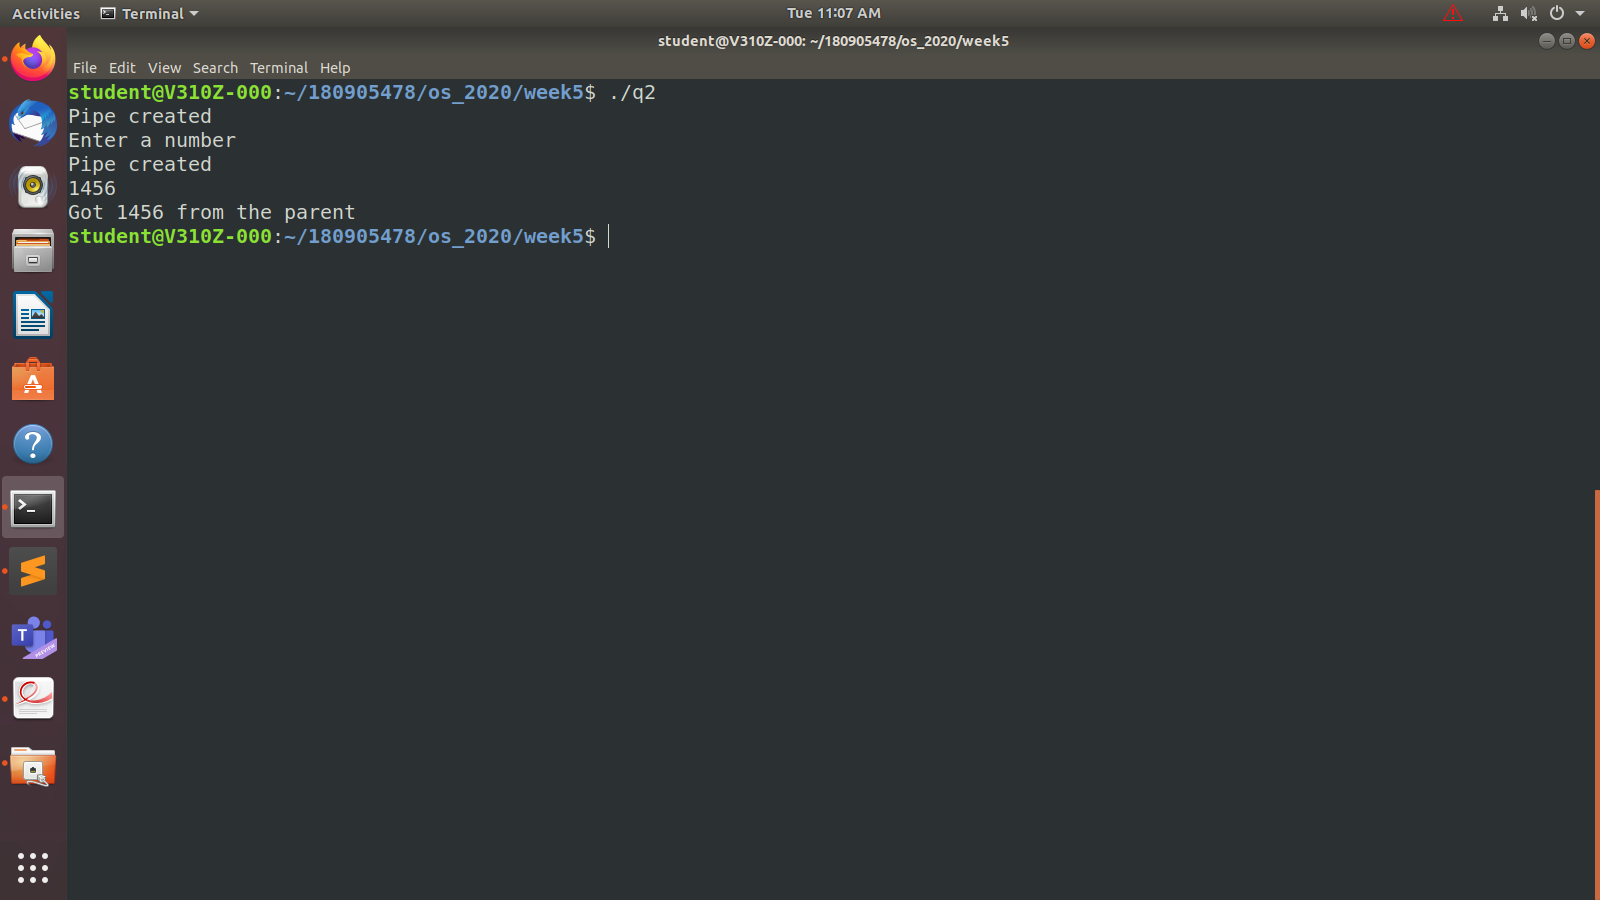 Activities Terminal Tue 11:07 AM
student@V310Z-000: ~/180905478/os_2020/week5
File Edit View Search Terminal Help
student@V310Z-000:~/180905478/os_2020/week5$ ./q2
Pipe created
Enter a number
Pipe created
1456
Got 1456 from the parent
student@V310Z-000:~/180905478/os_2020/week5$
A
?
>_
T
PREVIEW